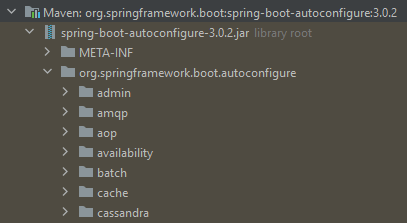 Maven: org.springframework.boot:spring-boot-autoconfigure:3.0.2
spring-boot-autoconfigure-3.0.2.jar library root
META-INF
org.springframework.boot.autoconfigure
admin
amqp
aop
availability
batch
cache
cassandra